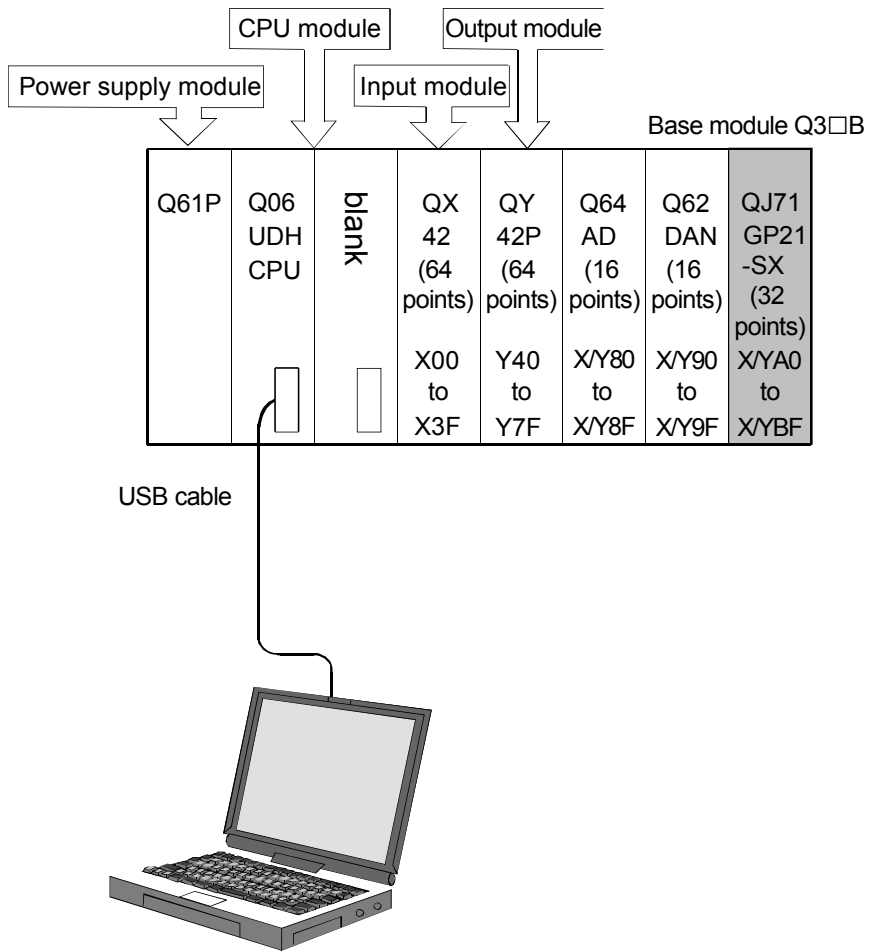 CPU module
Output module
Power supply module
Input module
Base module Q3□B
Q61P
Q06
UDH
CPU
blank
QX
42
(64
points)
X00
to
X3F
QY
42P
(64
points)
Y40
to
Y7F
Q64
AD
(16
points)
X/Y80
to
X/Y8F
Q62
DAN
(16
points)
X/Y90
to
X/Y9F
QJ71
GP21
-SX
(32
points)
X/YA0
to
X/YBF
USB cable